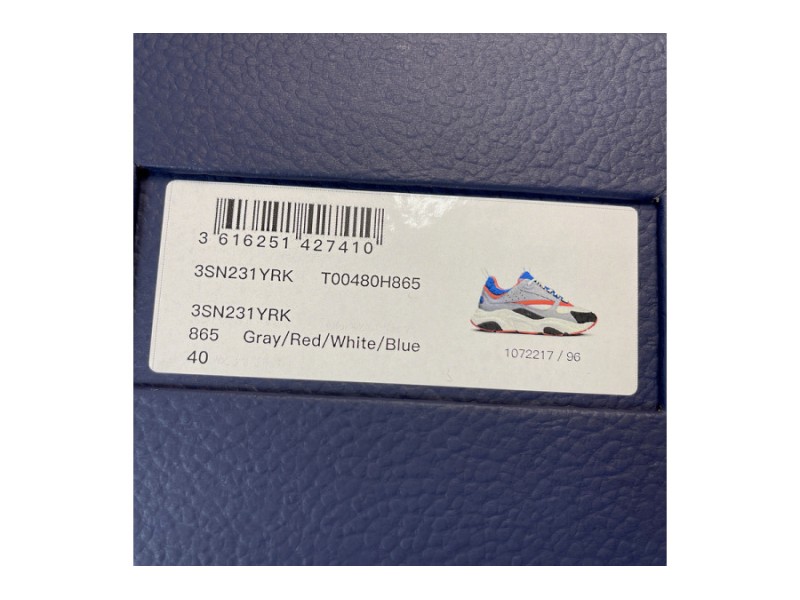 3 616251 427410
3SN231YRK T00480H865
3SN231YRK
865 Gray/Red/White/Blue
40
1072217 / 96